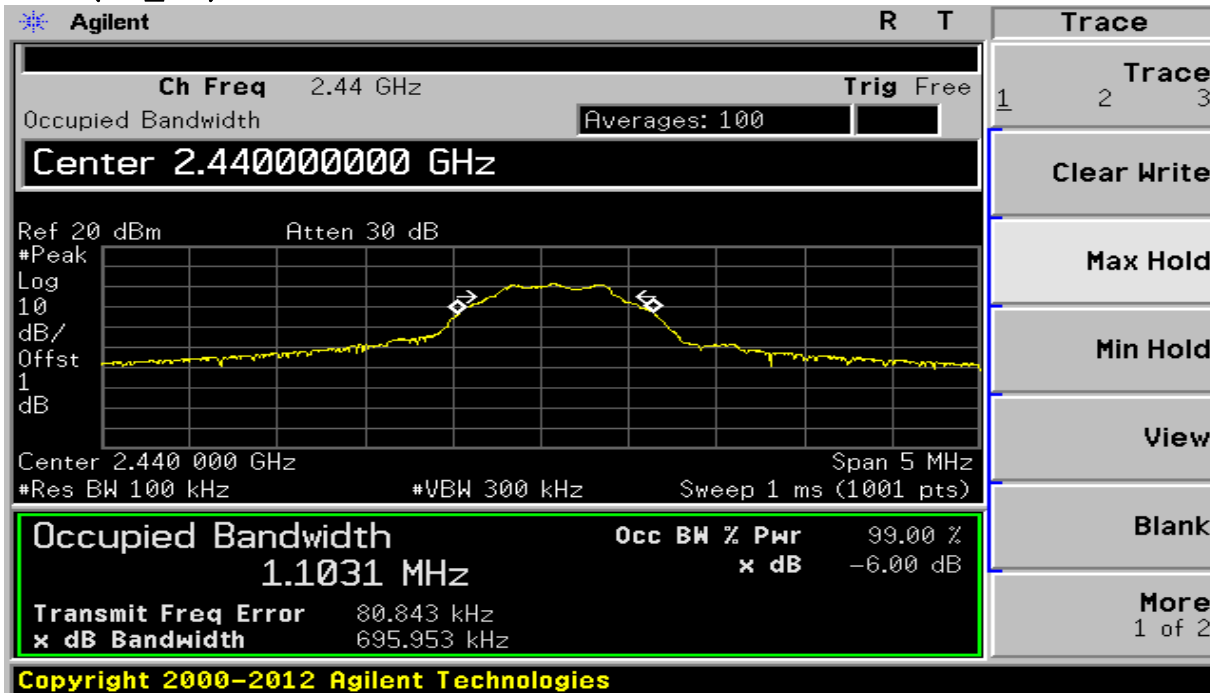 Agilent R T Trace
Ch Freq 2.44 GHz Trig Free
Occupied Bandwidth Averages: 100
Center 2.440000000 GHz
Ref 20 dBm Atten 30 dB
#Peak
Log
10
dB/
Offst
1
dB
Center 2.440 000 GHz Span 5 MHz
#Res BW 100 kHz #VBW 300 kHz Sweep 1 ms (1001 pts)
Occupied Bandwidth Occ BW % Pwr 99.00 %
1.1031 MHz x dB -6.00 dB
Transmit Freq Error 80.843 kHz
x dB Bandwidth 695.953 kHz
Copyright 2000-2012 Agilent Technologies
Trace
1 2 3
Clear Write
Max Hold
Min Hold
View
Blank
More
1 of 2